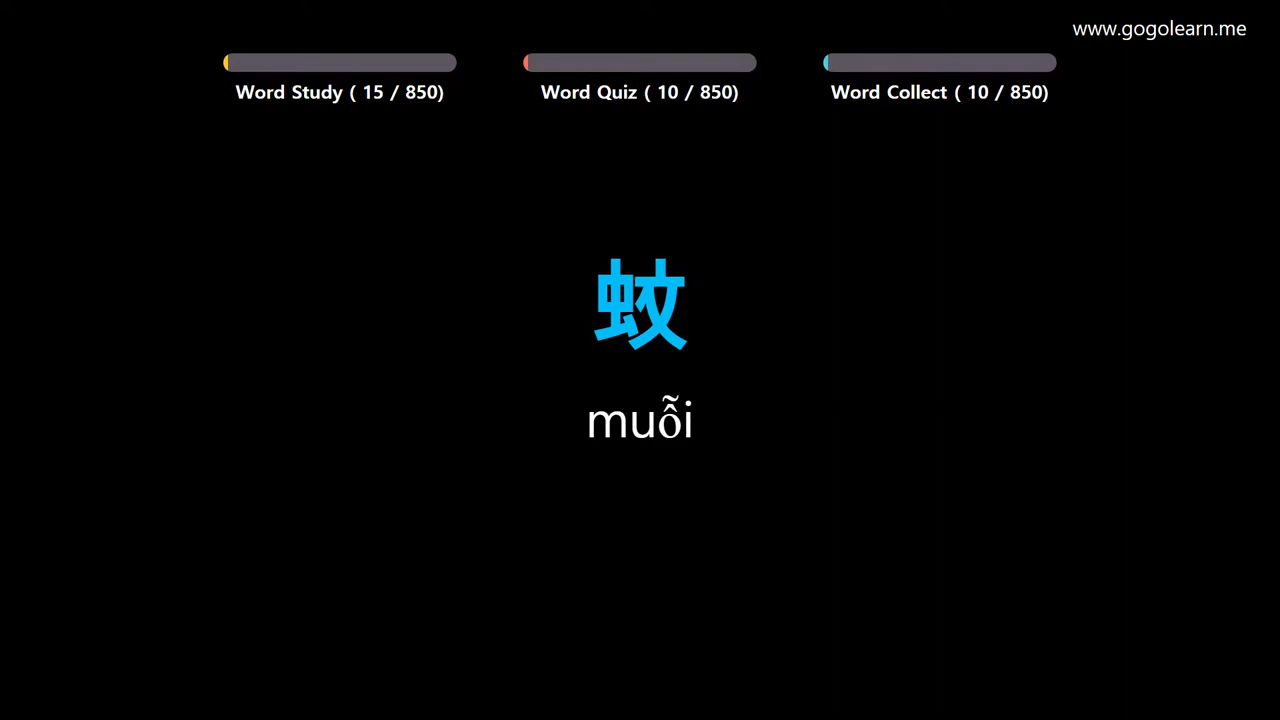 www.gogolearn.me
Word Study ( 15 / 850)
Word Quiz ( 10 / 850)
Word Collect ( 10 / 850)
蚊
muỗi